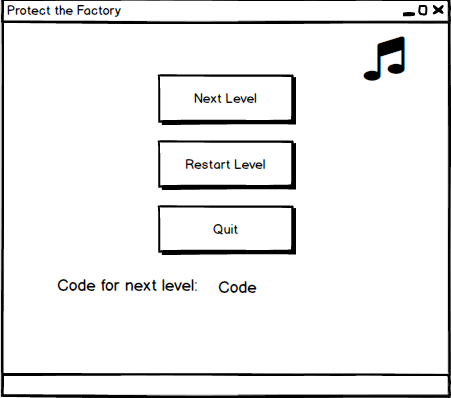 Protect the Factory
Next Level
Restart Level
Quit
Code for next level: Code